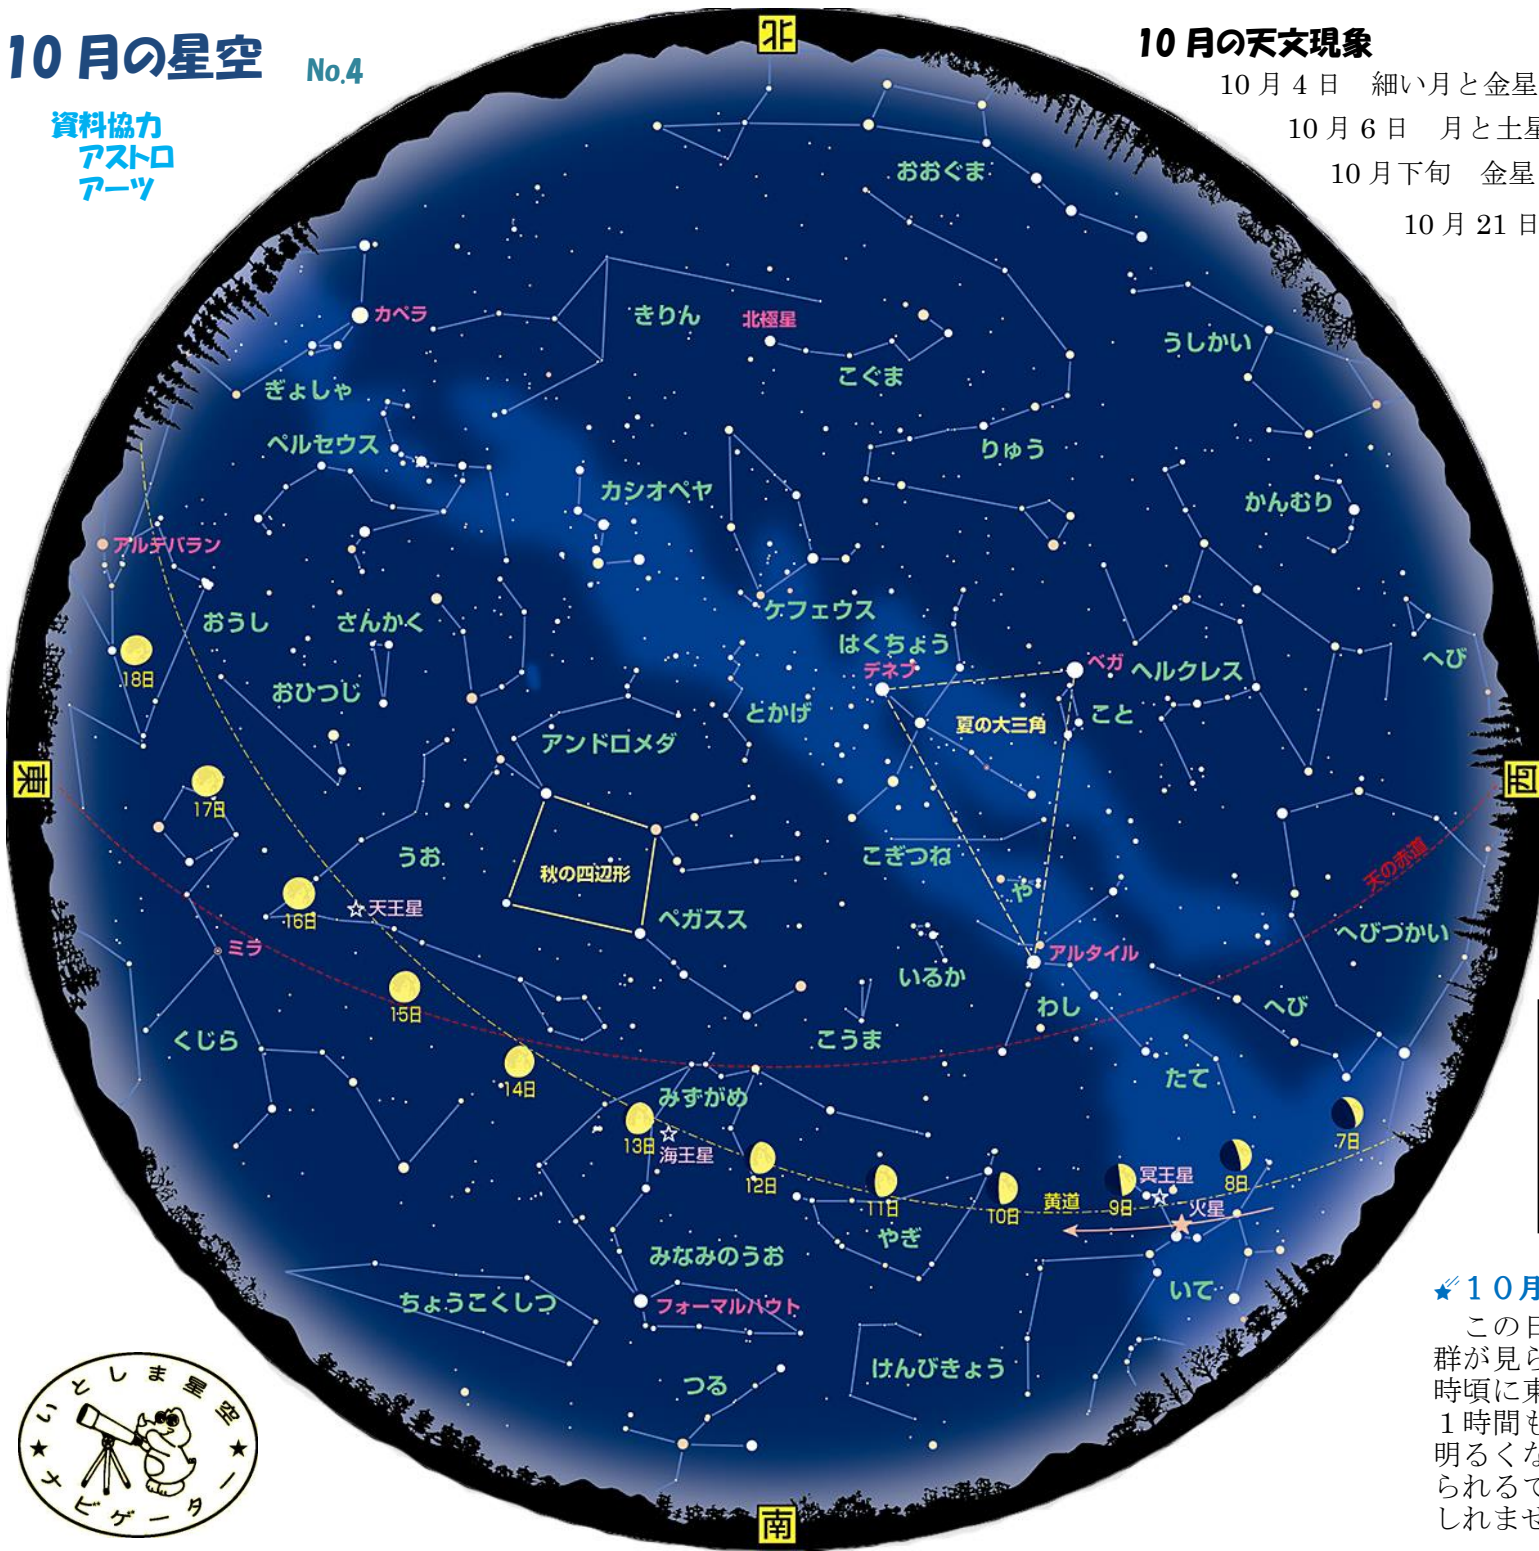 10月の星空 No.4
資料協力
アストロ
アーツ
10月の天文現象
10月4日 細い月と金星
10月6日 月と土星
10月下旬 金星
10月21日
北
おおぐま
カペラ
きりん
北極星
うしかい
こぐま
ぎょしゃ
ペルセウス
りゅう
カシオペヤ
かんむり
アルデバラン
ケフェウス
おうし
さんかく
はくちょう
デネブ
ベガ
ヘルクレス
へび
18日
おひつじ
とかげ
夏の大三角
こと
アンドロメダ
東
西
17日
うお
こぎつね
天の赤道
秋の四辺形
や
16日
天王星
ペガスス
へびつかい
ミラ
アルタイル
いるか
15日
わし
へび
くじら
こうま
14日
たて
みずがめ
13日
海王星
12日
11日
10日
黄道
9日
冥王星
8日
7日
火星
やぎ
みなみのうお
いて
ちょうこくしつ
フォーマルハウト
けんびきょう
つる
南
いとしま星空
ナビゲーター
10月
この日
群が見ら
時頃に東
1時間も
明るくな
られるで
しれませ